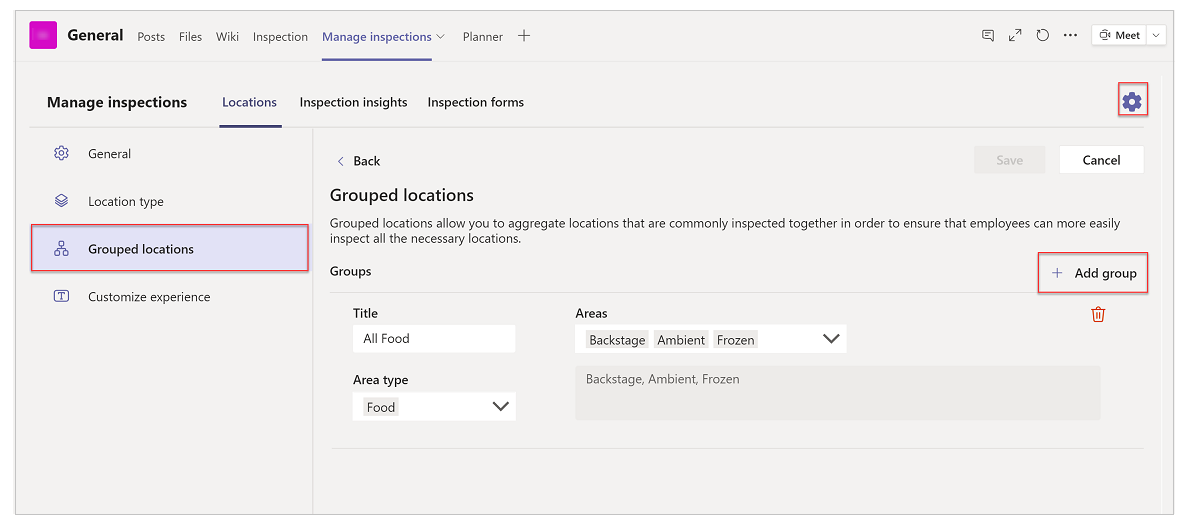 General Posts Files Wiki Inspection Manage inspections Planner Meet
Manage inspections Locations Inspection insights Inspection forms
General
Location type
Grouped locations
Customize experience
Back Save Cancel
Grouped locations
Grouped locations allow you to aggregate locations that are commonly inspected together in order to ensure that employees can more easily
inspect all the necessary locations.
Groups Add group
Title Areas
All Food Backstage Ambient Frozen
Area type Backstage, Ambient, Frozen
Food